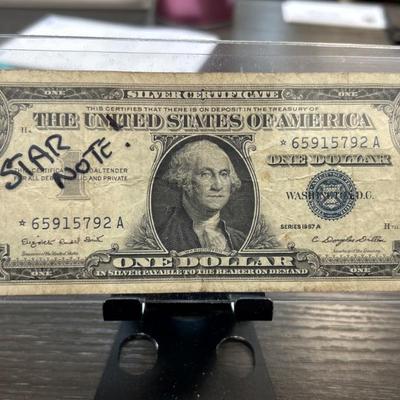 SILVER CERTIFICATE
ONE
ONE
THIS CERTIFIES THAT THERE IS ON DEPOSIT IN THE TREASURY OF
THE UNITED STATES OF AMERICA
STAR NOTE!
* 65915792 A
ONE DOLLAR
WASHINGTON, D.C.
* 65915792 A
SERIES 1957 A
ONE DOLLAR
IN SILVER PAYABLE TO THE BEARER ON DEMAND
ONE
ONE